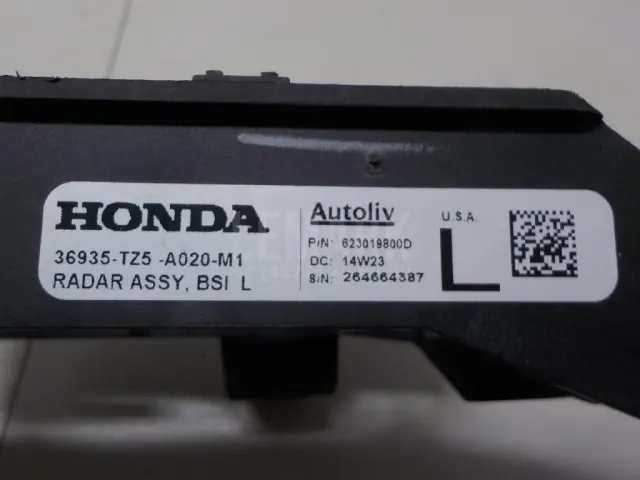 HONDA
36935-TZ5 -A020-M1
RADAR ASSY, BSI L
Autoliv
P/N: 623019800D
DC: 14W23
S/N: 264664387
U.S.A.
L